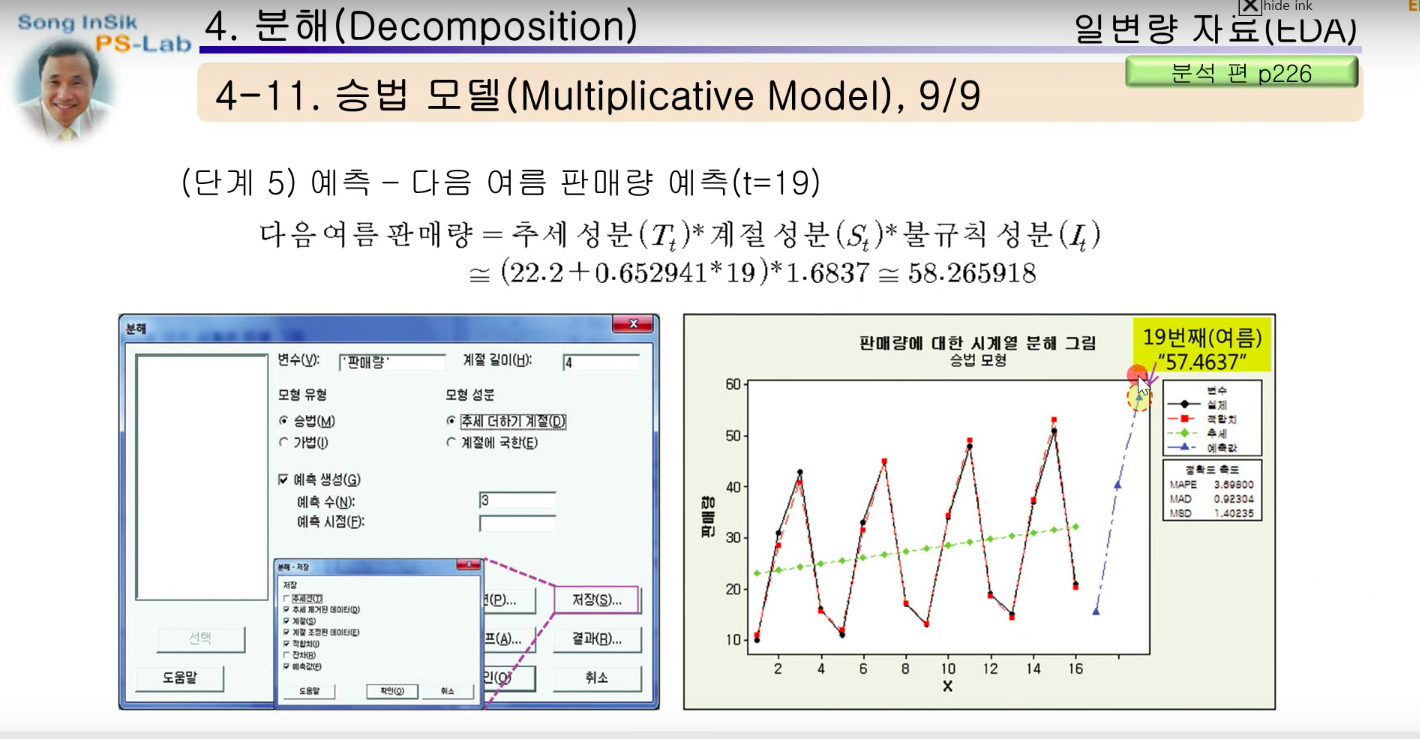 hide ink
Song InSik
PS-Lab
4. 분해(Decomposition)
일변량 자료(EDA)
분석 편 p226
4-11. 승법 모델(Multiplicative Model), 9/9
(단계 5) 예측 – 다음 여름 판매량 예측(t=19)
다음여름 판매량 = 추세 성분(Tₜ)*계절 성분(Sₜ)*불규칙 성분(Iₜ)
≅ (22.2+0.652941*19)*1.6837 ≅ 58.265918
분해
변수(V): '판매량' 계절 길이(H): 4
모형 유형 모형 성분
승법(M) 추세 더하기 계절(D)
가법(I) 계절에 국한(E)
예측 생성(G)
예측 수(N): 3
예측 시점(F):
(P)... 저장(S)...
선택 프(A)... 결과(R)...
도움말 인(O) 취소
분해 - 저장
저장
추세선(T)
추세 제거된 데이터(D)
계절(S)
계절 조정된 데이터(E)
적합치(I)
잔차(R)
예측값(F)
도움말 확인(O) 취소
19번째(여름)
"57.4637"
판매량에 대한 시계열 분해 그림
승법 모형
변수
실제
적합치
추세
예측값
정확도 측도
MAPE 3.69800
MAD 0.92304
MSD 1.40235
판매량
60
50
40
30
20
10
2 4 6 8 10 12 14 16
X